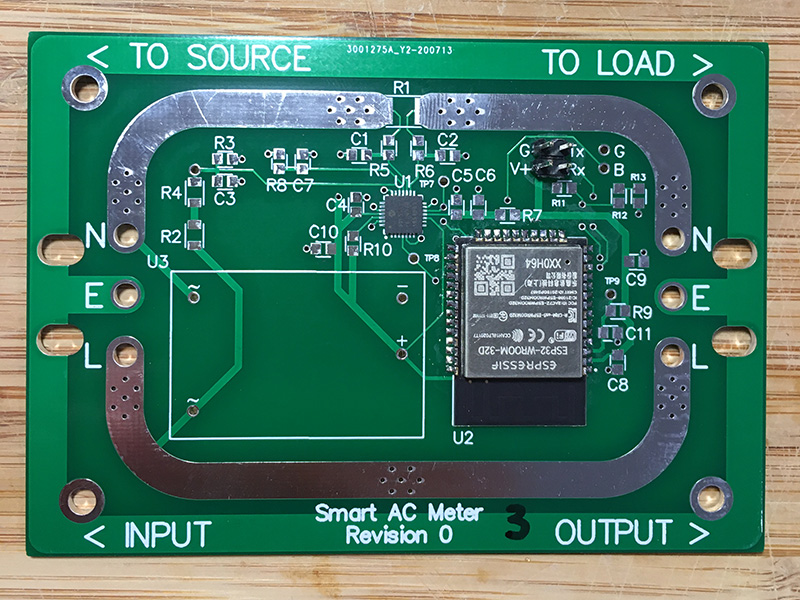 < TO SOURCE
3001275A_Y2-200713
TO LOAD >
R1
R3
C1
C2
G
Tx
G
V+
Rx
B
R8
C7
R5
R6
U1
TP7
C5
C6
R4
C3
C4
R11
R12
R13
R7
R2
C10
R10
N
N
U3
TP8
C9
XX0H64
~
−
TP9
E
E
R9
C11
+
L
L
ESP32-WROOM-32D
ESPRESSIF
C8
~
U2
Smart AC Meter
Revision 0
3
< INPUT
OUTPUT >